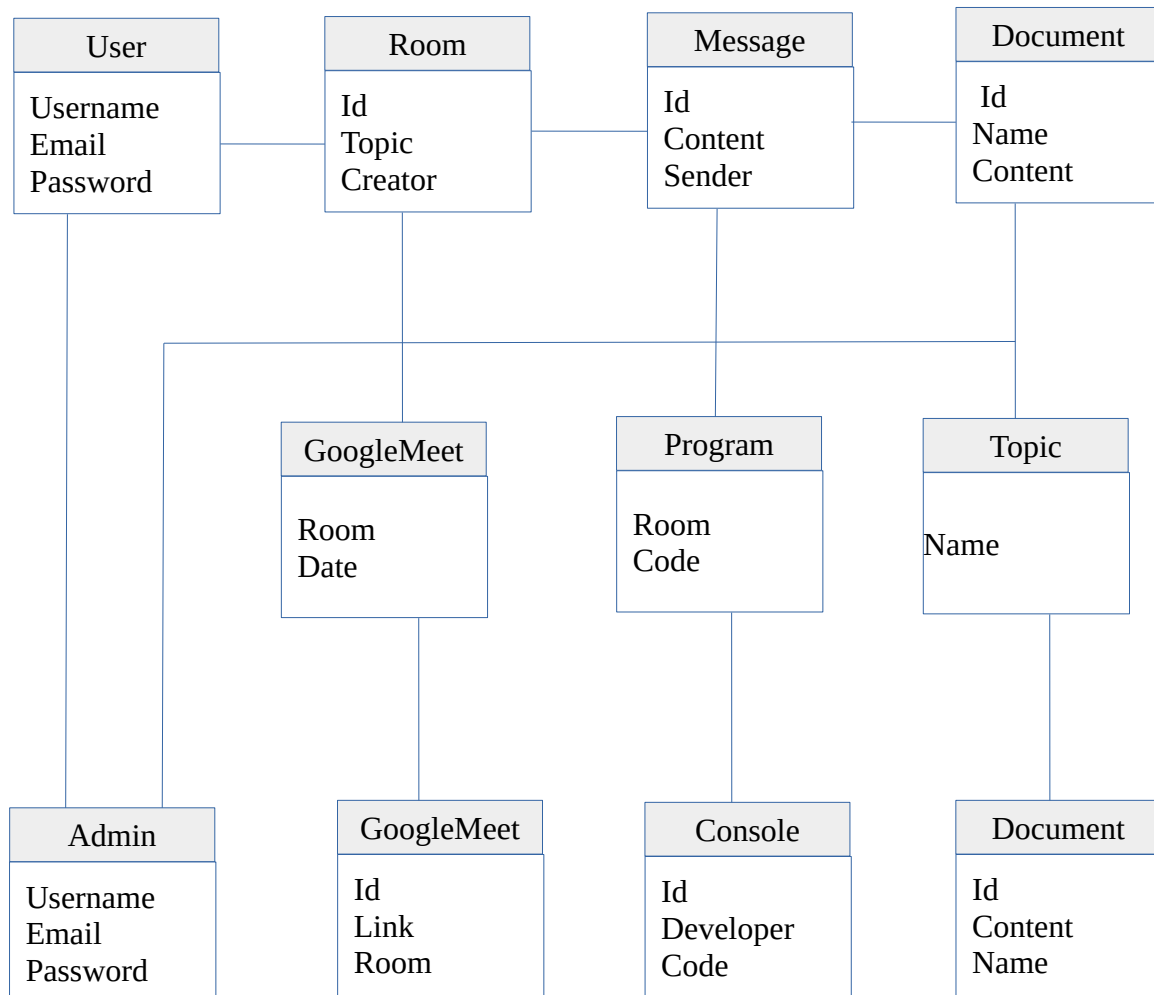 User
Username
Email
Password
Room
Id
Topic
Creator
Message
Id
Content
Sender
Document
Id
Name
Content
GoogleMeet
Room
Date
Program
Room
Code
Topic
Name
Admin
Username
Email
Password
GoogleMeet
Id
Link
Room
Console
Id
Developer
Code
Document
Id
Content
Name